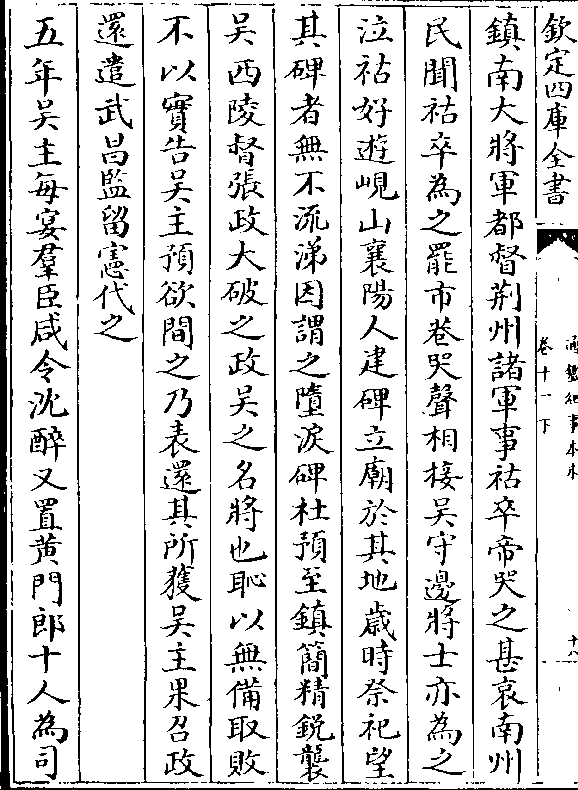 欽定四庫全書
通鑑紀事本末
卷十一下
十八
鎮南大將軍都督荆州諸軍事祜卒帝哭之甚哀南州
民聞祜卒為之罷市巷哭聲相接吳守邊將士亦為之
泣祜好遊峴山襄陽人建碑立廟於其地歲時祭祀望
其碑者無不流涕因謂之墮淚碑杜預至鎮簡精銳襲
吳西陵督張政大破之政吳之名將也恥以無備取敗
不以實告吳主預欲間之乃表還其所獲吳主果召政
還遣武昌監留憲代之
五年吳主每宴羣臣咸令沈醉又置黄門郎十人為司